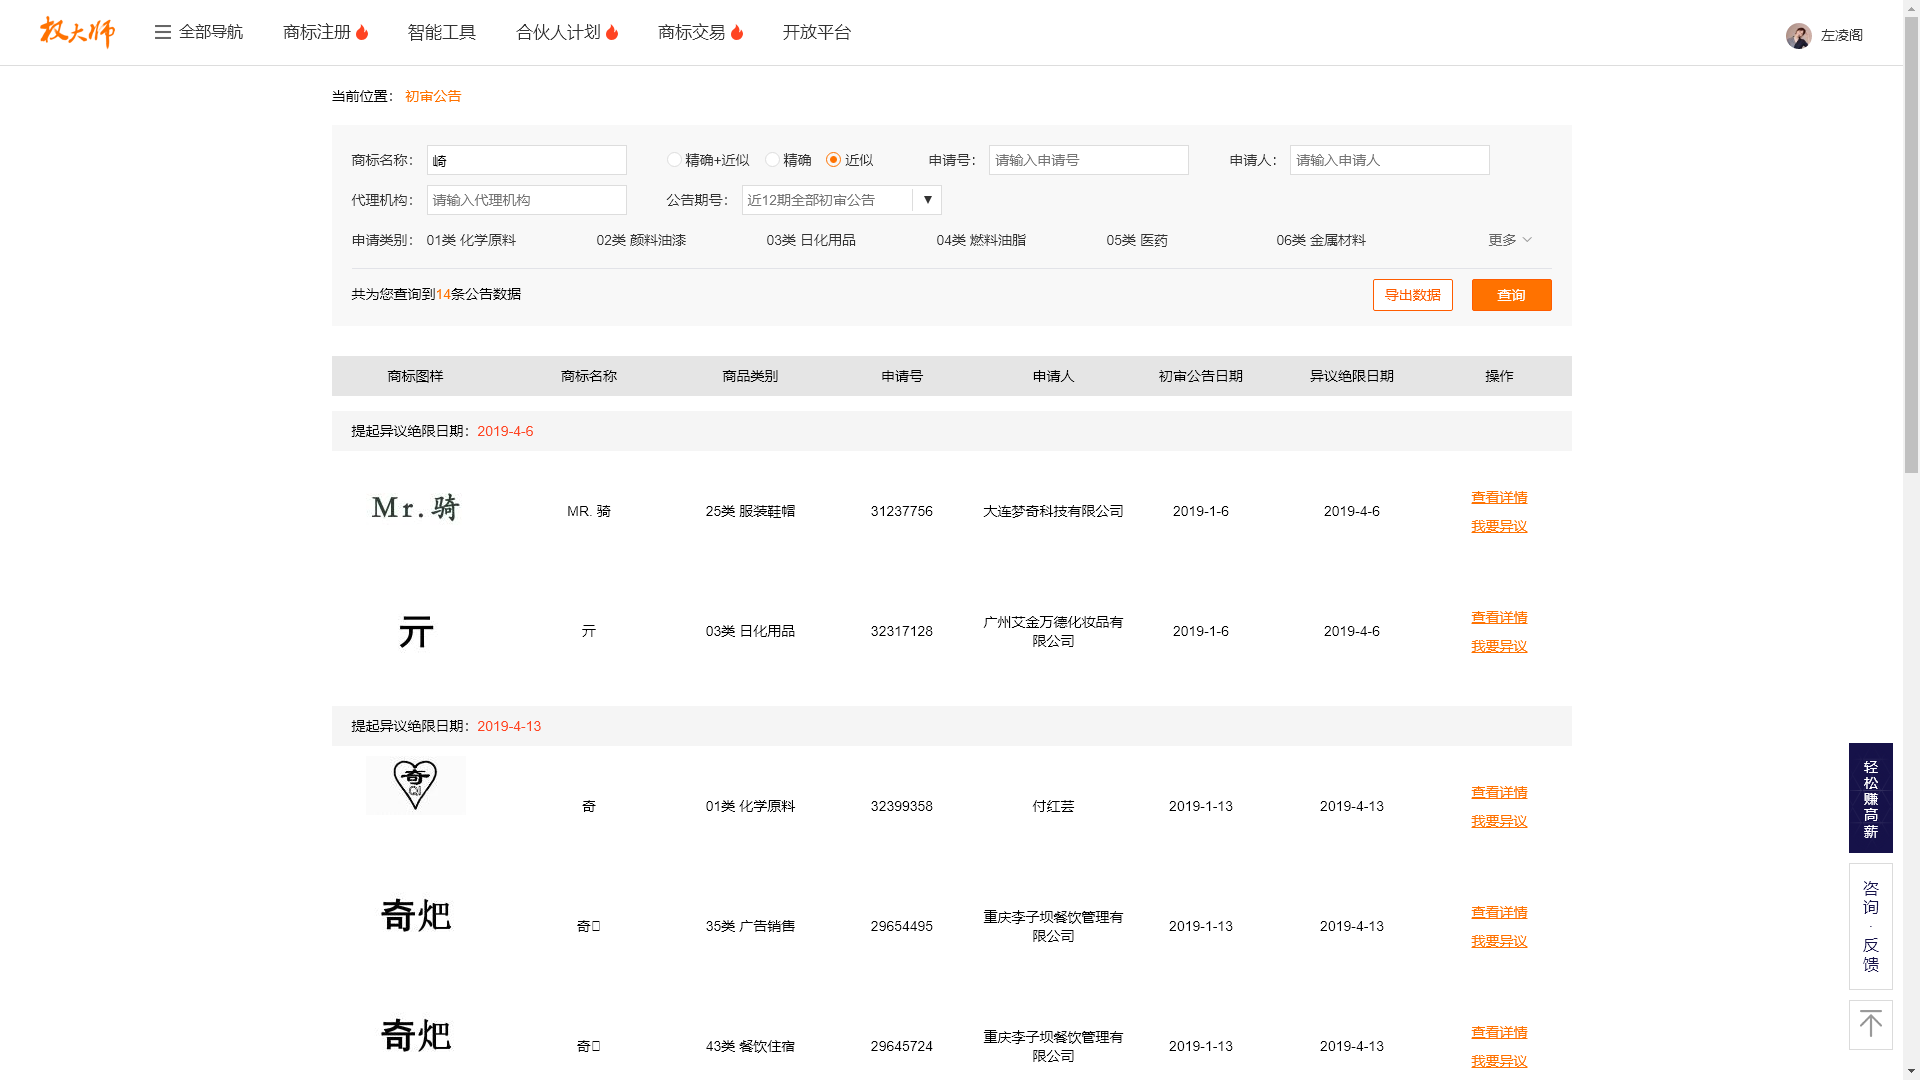 权大师 全部导航 商标注册 智能工具 合伙人计划 商标交易 开放平台 左凌阁
当前位置： 初审公告
商标名称： 崎 精确+近似 精确 近似 申请号： 请输入申请号 申请人： 请输入申请人
代理机构： 请输入代理机构 公告期号： 近12期全部初审公告 ▼
申请类别： 01类 化学原料 02类 颜料油漆 03类 日化用品 04类 燃料油脂 05类 医药 06类 金属材料 更多
共为您查询到14条公告数据 导出数据 查询
商标图样 商标名称 商品类别 申请号 申请人 初审公告日期 异议绝限日期 操作
提起异议绝限日期：2019-4-6
Mr.骑 MR. 骑 25类 服装鞋帽 31237756 大连梦奇科技有限公司 2019-1-6 2019-4-6 查看详情
我要异议
亓 亓 03类 日化用品 32317128 广州艾金万德化妆品有限公司 2019-1-6 2019-4-6 查看详情
我要异议
提起异议绝限日期：2019-4-13
奇 QI 奇 01类 化学原料 32399358 付红芸 2019-1-13 2019-4-13 查看详情
我要异议
奇 奇 35类 广告销售 29654495 重庆李子坝餐饮管理有限公司 2019-1-13 2019-4-13 查看详情
我要异议
奇 奇 43类 餐饮住宿 29645724 重庆李子坝餐饮管理有限公司 2019-1-13 2019-4-13 查看详情
我要异议
轻松赚高薪
咨询·反馈